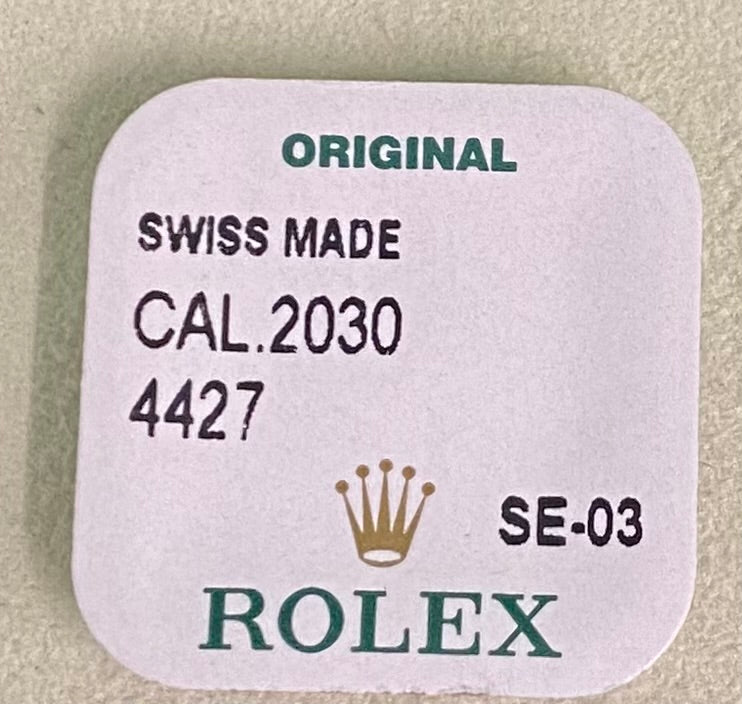 ORIGINAL
SWISS MADE
CAL.2030
4427
SE-03
ROLEX